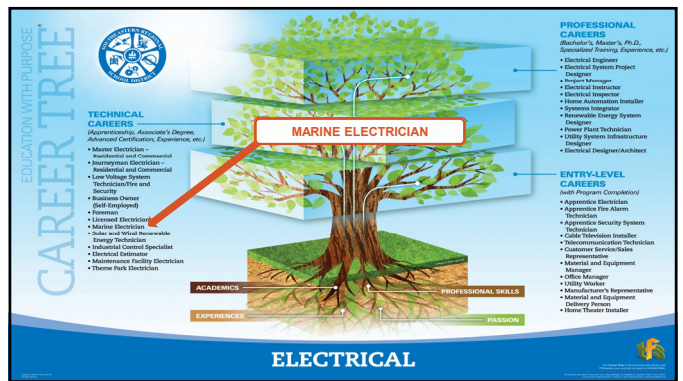 EDUCATION WITH PURPOSE
CAREER TREE
SOUTHEASTERN REGIONAL
SCHOOL DISTRICT
TECHNICAL
CAREERS
(Apprenticeship, Associate's Degree,
Advanced Certification, Experience, etc.)
• Master Electrician –
Residential and Commercial
• Journeyman Electrician –
Residential and Commercial
• Low Voltage System
Technician/Fire and
Security
• Business Owner
(Self-Employed)
• Foreman
• Licensed Electrician
• Marine Electrician
• Solar and Wind Renewable
Energy Technician
• Industrial Control Specialist
• Electrical Estimator
• Maintenance Facility Electrician
• Theme Park Electrician
MARINE ELECTRICIAN
PROFESSIONAL
CAREERS
(Bachelor's, Master's, Ph.D.,
Specialized Training, Experience, etc.)
• Electrical Engineer
• Electrical System Project
Designer
• Project Manager
• Electrical Instructor
• Electrical Inspector
• Home Automation Installer
• Systems Integrator
• Renewable Energy System
Designer
• Power Plant Technician
• Utility System Infrastructure
Designer
• Electrical Designer/Architect
ENTRY-LEVEL
CAREERS
(with Program Completion)
• Apprentice Electrician
• Apprentice Fire Alarm
Technician
• Apprentice Security System
Technician
• Cable Television Installer
• Telecommunication Technician
• Customer Service/Sales
Representative
• Material and Equipment
Manager
• Office Manager
• Utility Worker
• Manufacturer's Representative
• Material and Equipment
Delivery Person
• Home Theater Installer
ACADEMICS
PROFESSIONAL SKILLS
EXPERIENCES
PASSION
ELECTRICAL
tfs